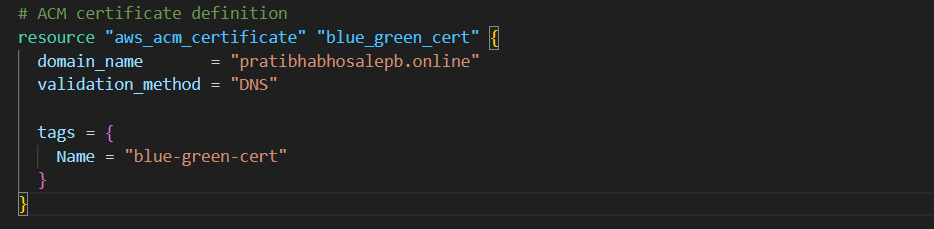 # ACM certificate definition
resource "aws_acm_certificate" "blue_green_cert" {
  domain_name       = "pratibhabhosalepb.online"
  validation_method = "DNS"

  tags = {
    Name = "blue-green-cert"
  }
}